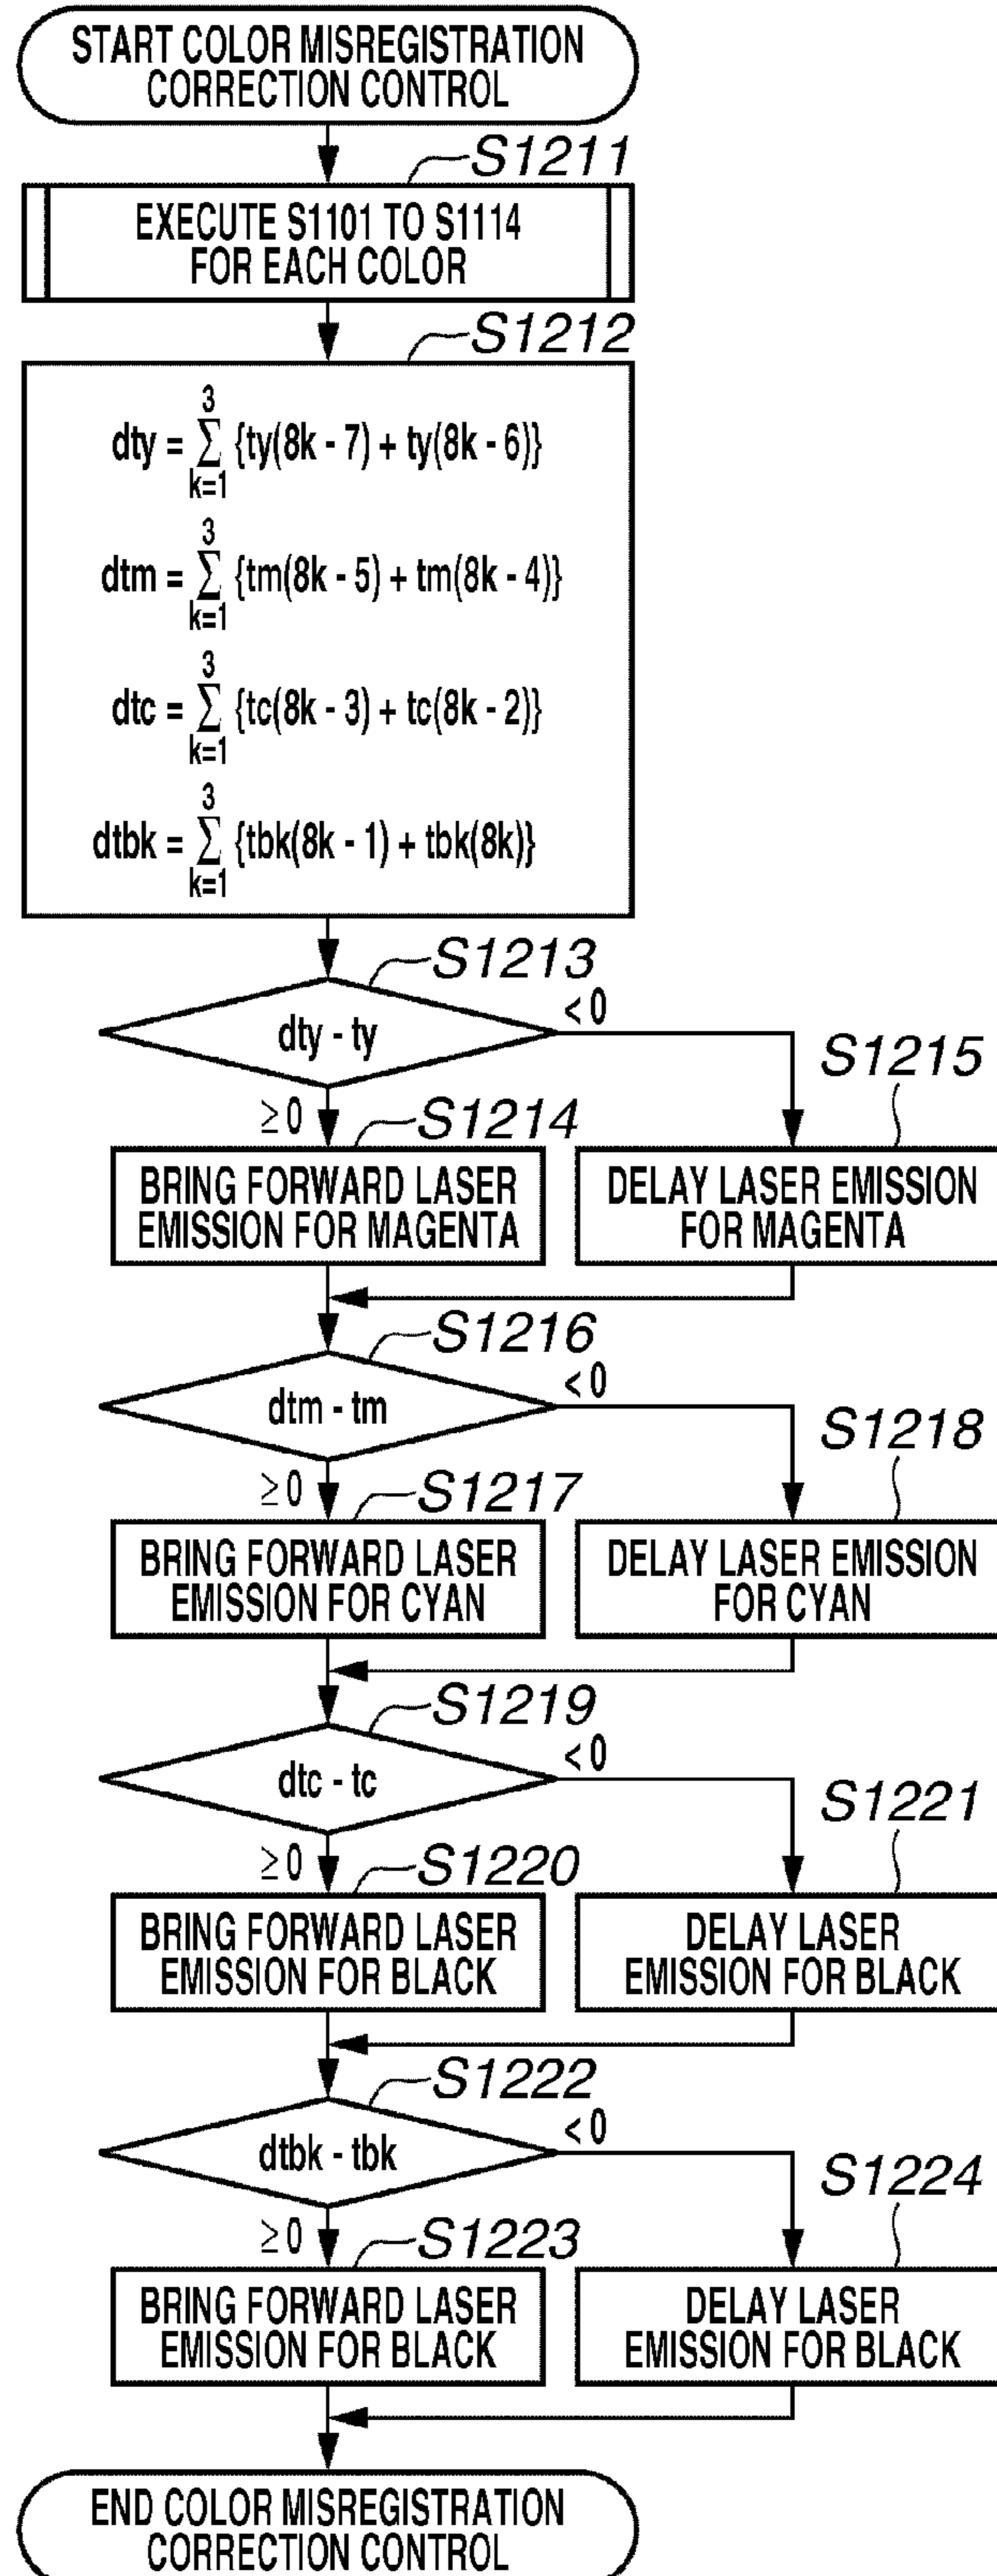 START COLOR MISREGISTRATION
CORRECTION CONTROL
S1211
EXECUTE S1101 TO S1114
FOR EACH COLOR
S1212
dty = 3 Σ k=1 {ty(8k - 7) + ty(8k - 6)}
dtm = 3 Σ k=1 {tm(8k - 5) + tm(8k - 4)}
dtc = 3 Σ k=1 {tc(8k - 3) + tc(8k - 2)}
dtbk = 3 Σ k=1 {tbk(8k - 1) + tbk(8k)}
S1213
dty - ty
< 0
≥ 0
S1214
BRING FORWARD LASER
EMISSION FOR MAGENTA
S1215
DELAY LASER EMISSION
FOR MAGENTA
S1216
dtm - tm
< 0
≥ 0
S1217
BRING FORWARD LASER
EMISSION FOR CYAN
S1218
DELAY LASER EMISSION
FOR CYAN
S1219
dtc - tc
< 0
≥ 0
S1220
BRING FORWARD LASER
EMISSION FOR BLACK
S1221
DELAY LASER
EMISSION FOR BLACK
S1222
dtbk - tbk
< 0
≥ 0
S1223
BRING FORWARD LASER
EMISSION FOR BLACK
S1224
DELAY LASER
EMISSION FOR BLACK
END COLOR MISREGISTRATION
CORRECTION CONTROL